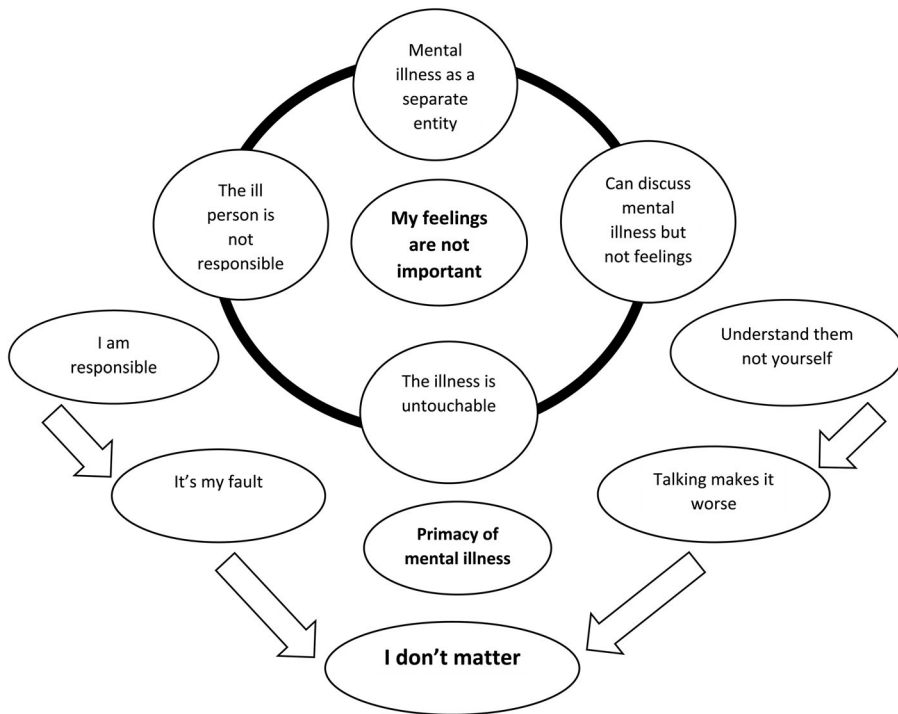 Mental
illness as a
separate
entity
The ill
person is
not
responsible
My feelings
are not
important
Can discuss
mental
illness but
not feelings
I am
responsible
The illness is
untouchable
Understand them
not yourself
It’s my fault
Talking makes it
worse
Primacy of
mental illness
I don’t matter